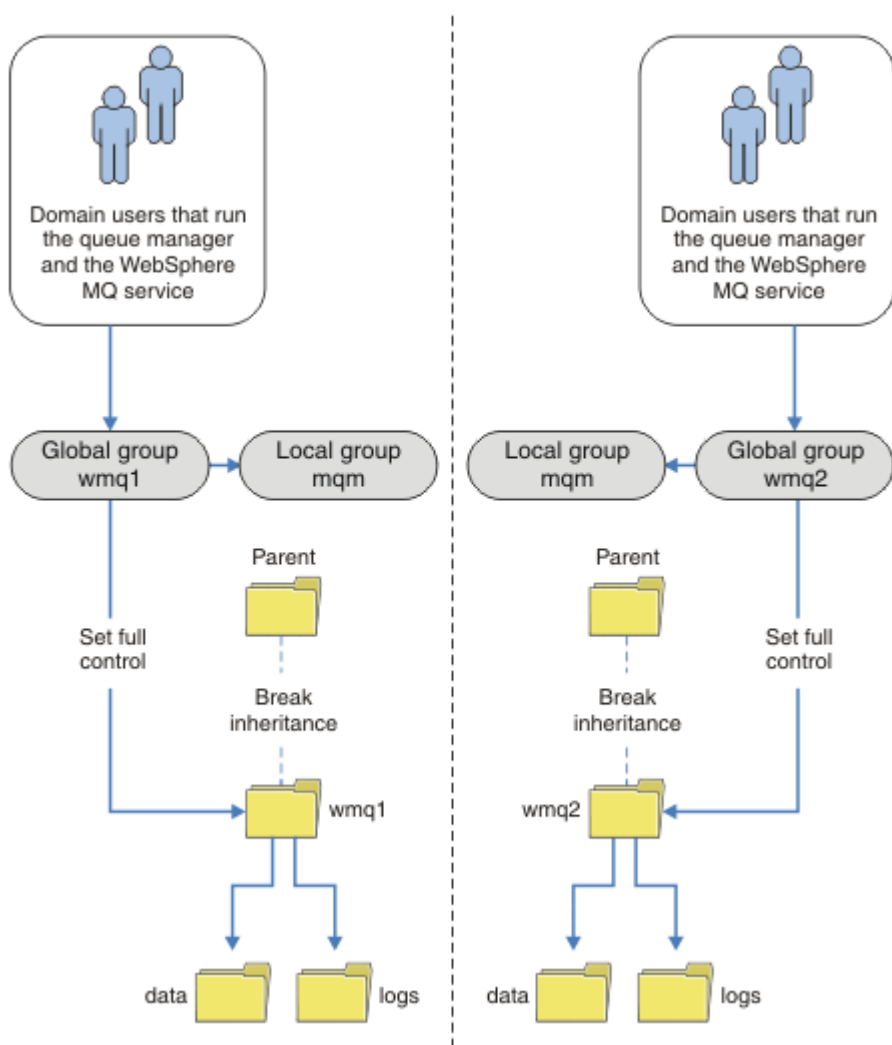 Domain users that run
the queue manager
and the WebSphere
MQ service
Global group
wmq1
Local group
mqm
Parent
Set full
control
Break
inheritance
wmq1
data
logs
Domain users that run
the queue manager
and the WebSphere
MQ service
Local group
mqm
Global group
wmq2
Parent
Set full
control
Break
inheritance
wmq2
data
logs